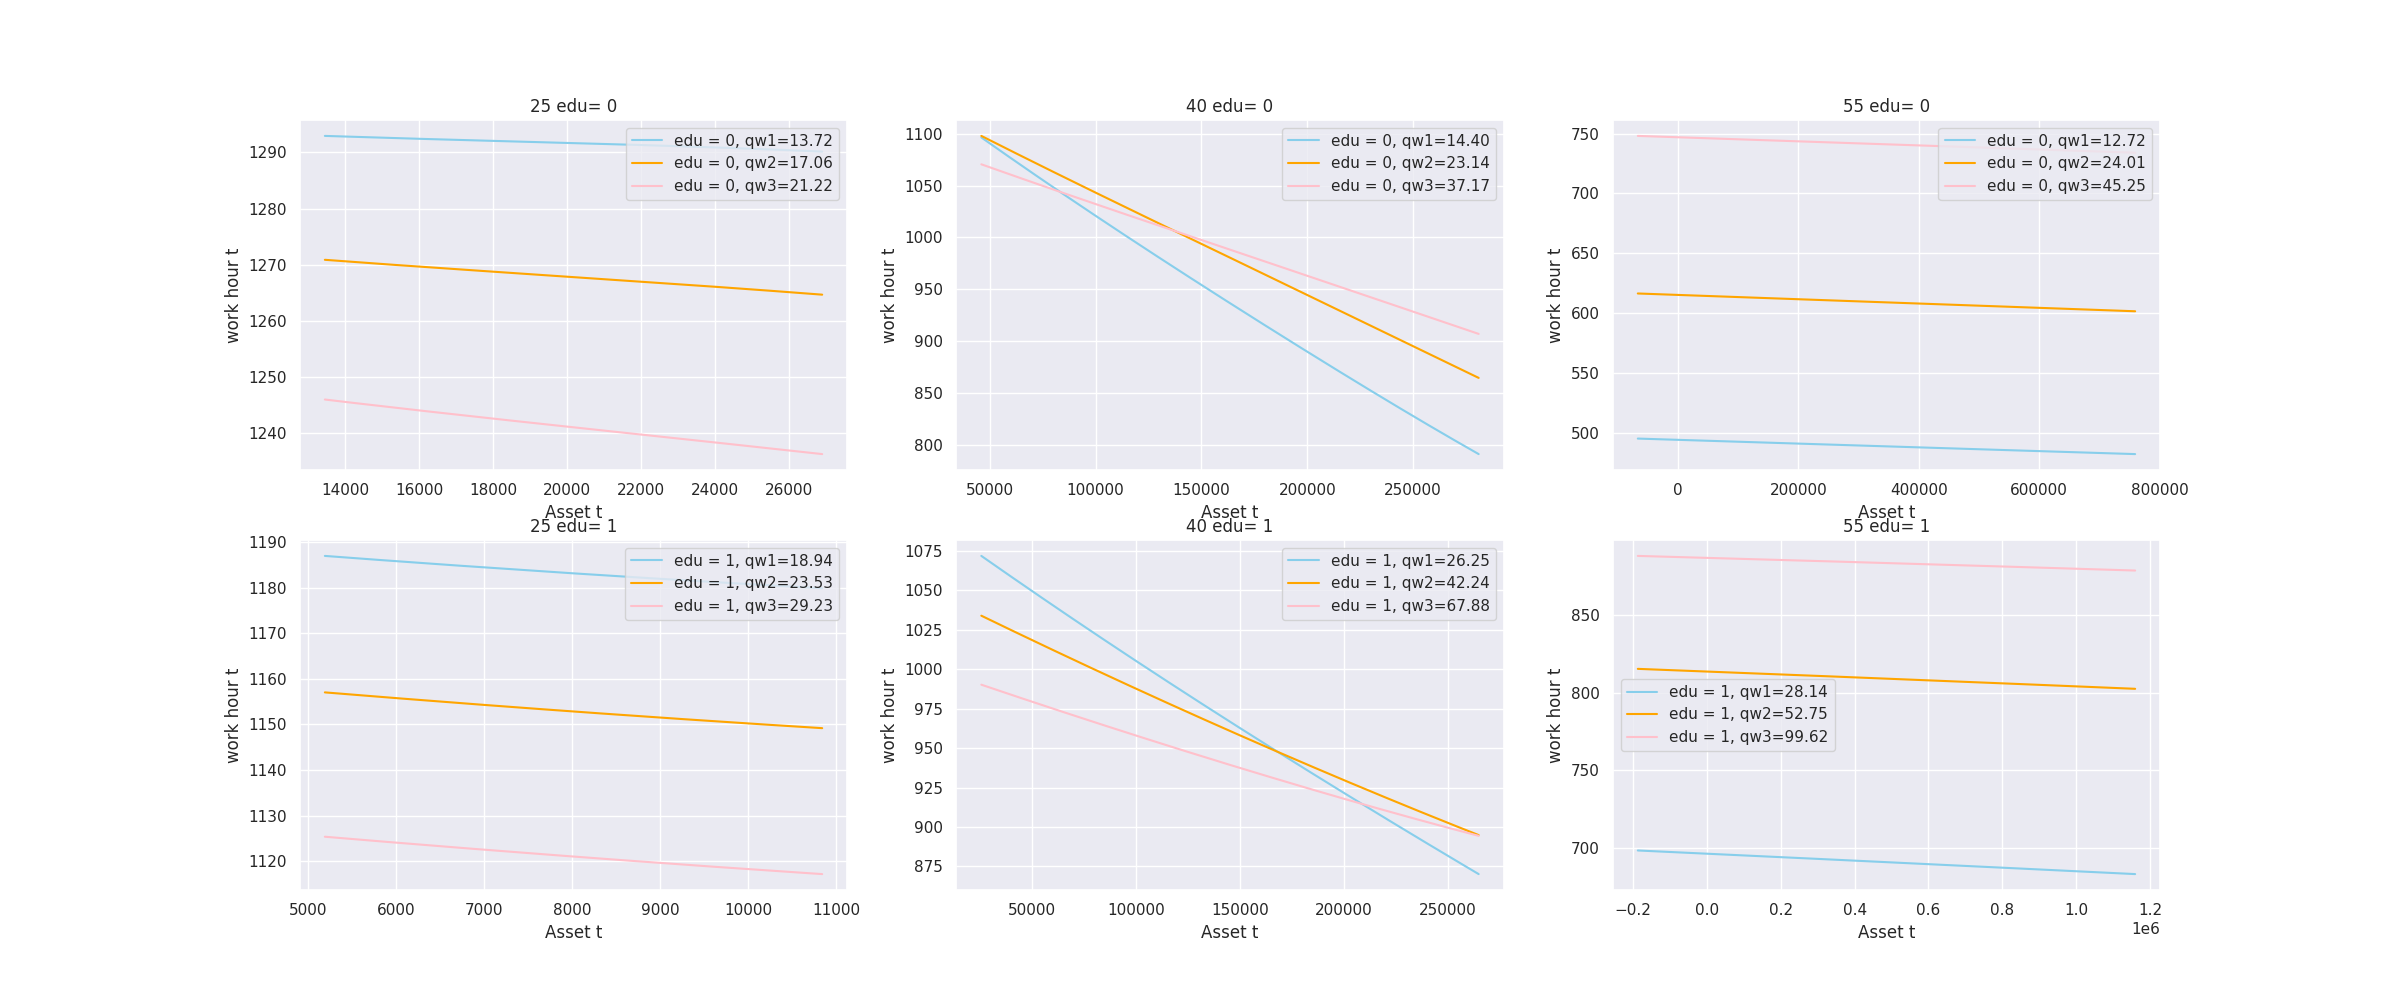 25 edu= 0
edu = 0, qw1=13.72
edu = 0, qw2=17.06
edu = 0, qw3=21.22
1290
1280
1270
1260
1250
1240
work hour t
14000 16000 18000 20000 22000 24000 26000
Asset t
40 edu= 0
edu = 0, qw1=14.40
edu = 0, qw2=23.14
edu = 0, qw3=37.17
1100
1050
1000
950
900
850
800
work hour t
50000 100000 150000 200000 250000
Asset t
55 edu= 0
edu = 0, qw1=12.72
edu = 0, qw2=24.01
edu = 0, qw3=45.25
750
700
650
600
550
500
work hour t
0 200000 400000 600000 800000
Asset t
25 edu= 1
edu = 1, qw1=18.94
edu = 1, qw2=23.53
edu = 1, qw3=29.23
1190
1180
1170
1160
1150
1140
1130
1120
work hour t
5000 6000 7000 8000 9000 10000 11000
Asset t
40 edu= 1
edu = 1, qw1=26.25
edu = 1, qw2=42.24
edu = 1, qw3=67.88
1075
1050
1025
1000
975
950
925
900
875
work hour t
50000 100000 150000 200000 250000
Asset t
55 edu= 1
edu = 1, qw1=28.14
edu = 1, qw2=52.75
edu = 1, qw3=99.62
850
800
750
700
work hour t
−0.2 0.0 0.2 0.4 0.6 0.8 1.0 1.2
1e6
Asset t